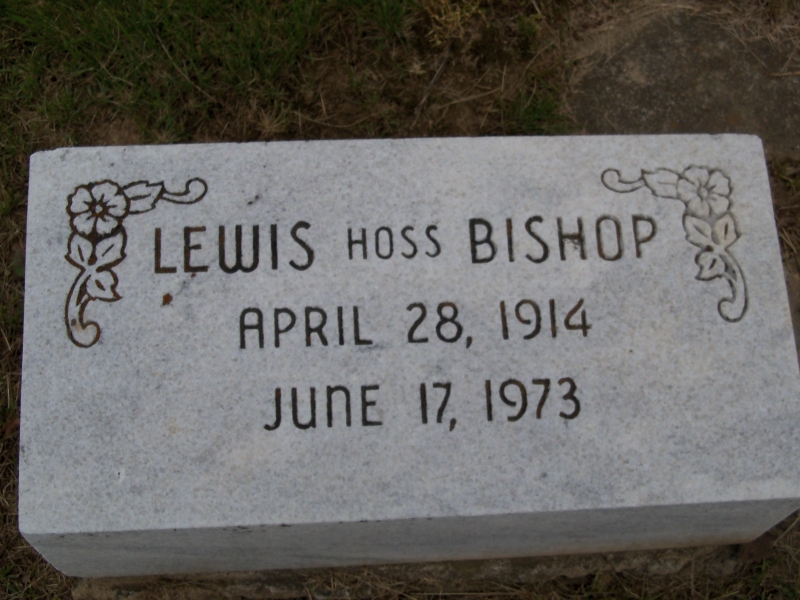 LEWIS HOSS BISHOP
APRIL 28, 1914
JUNE 17, 1973